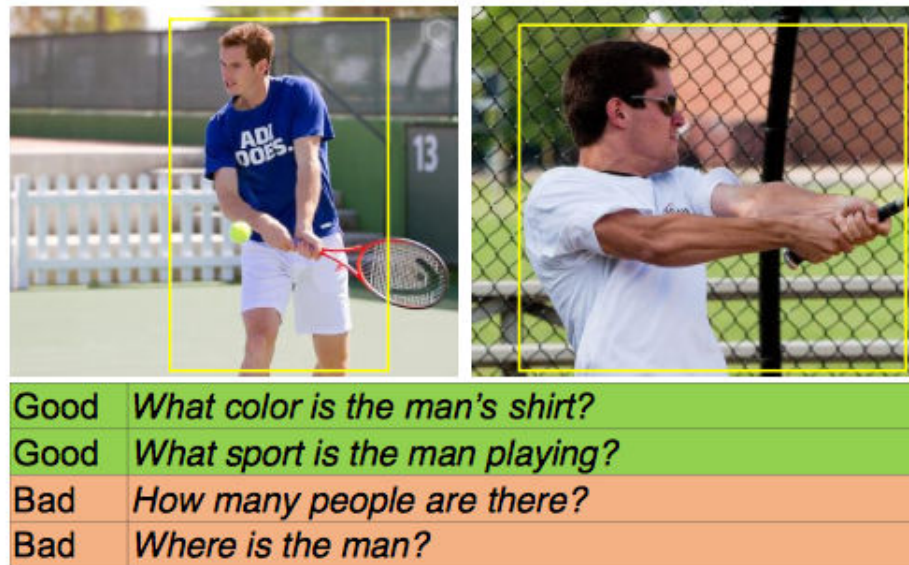 ADI
DOES.
13
Good What color is the man's shirt?
Good What sport is the man playing?
Bad How many people are there?
Bad Where is the man?